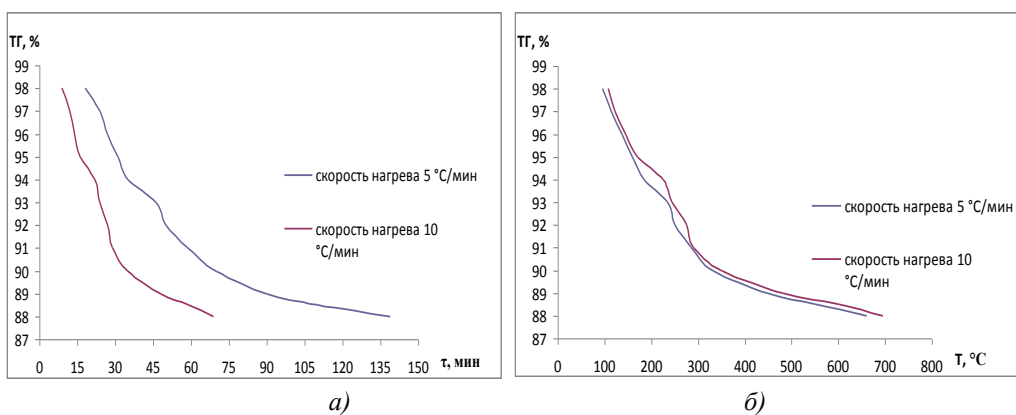 ТГ, %
99
98
97
96
95
94
93
92
91
90
89
88
87
0 15 30 45 60 75 90 105 120 135 150
τ, мин
скорость нагрева 5 °С/мин
скорость нагрева 10
°С/мин
а)
ТГ, %
99
98
97
96
95
94
93
92
91
90
89
88
87
0 100 200 300 400 500 600 700 800
Т, °С
скорость нагрева 5 °С/мин
скорость нагрева 10
°С/мин
б)